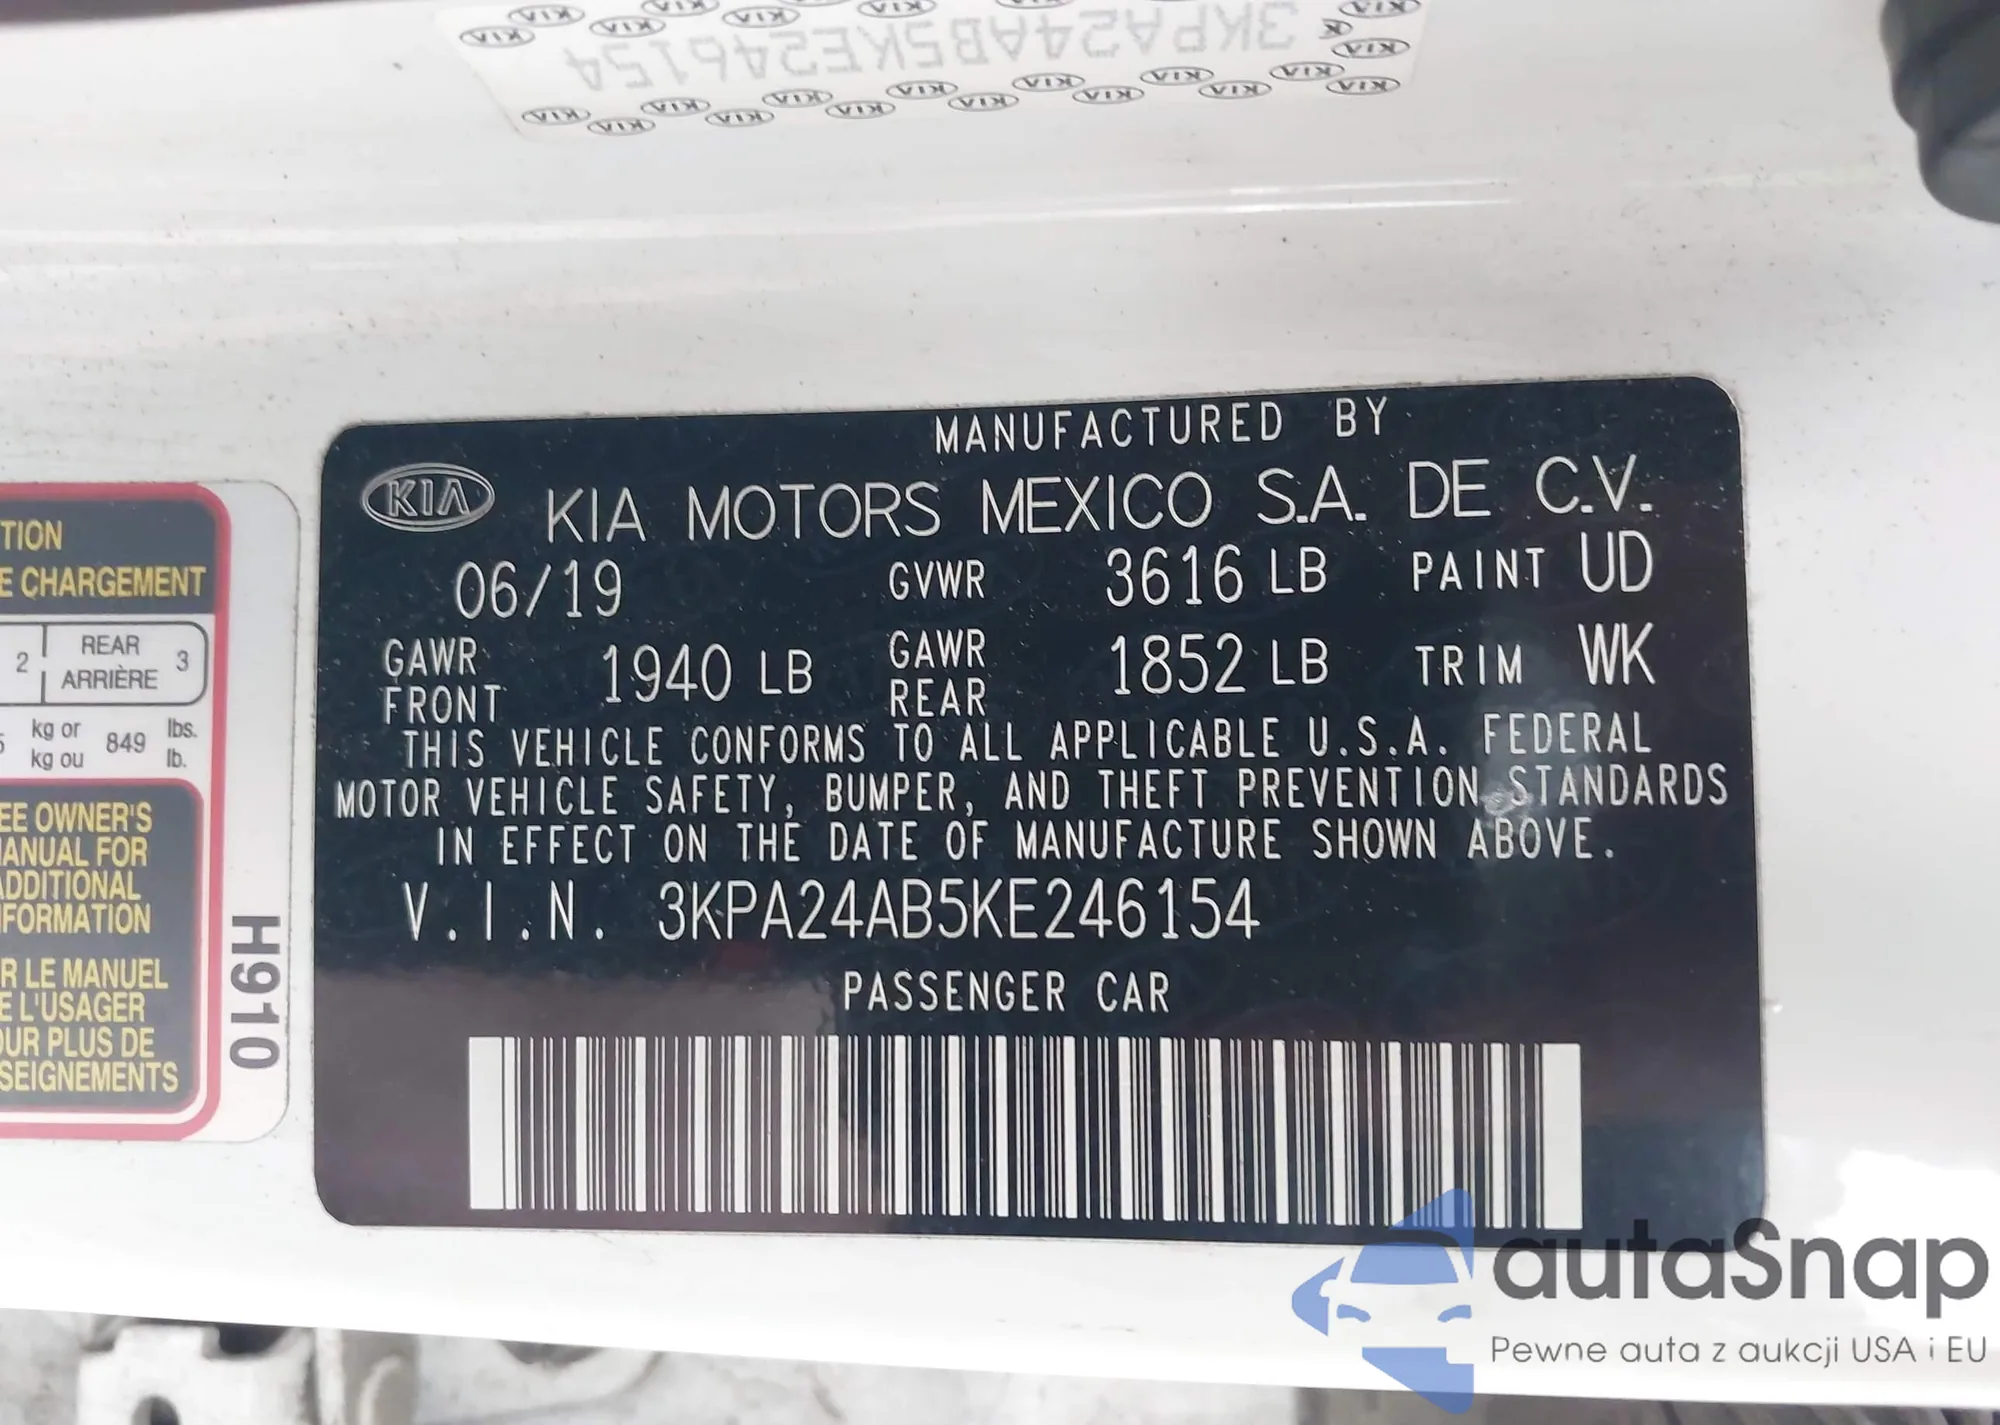 3KPA24AB5KE246154
MANUFACTURED BY
KIA KIA MOTORS MEXICO S.A. DE C.V.
06/19 GVWR 3616 LB PAINT UD
GAWR FRONT 1940 LB GAWR REAR 1852 LB TRIM WK
THIS VEHICLE CONFORMS TO ALL APPLICABLE U.S.A. FEDERAL
MOTOR VEHICLE SAFETY, BUMPER, AND THEFT PREVENTION STANDARDS
IN EFFECT ON THE DATE OF MANUFACTURE SHOWN ABOVE.
V.I.N. 3KPA24AB5KE246154
PASSENGER CAR
TION
E CHARGEMENT
2 REAR ARRIÈRE 3
kg or 849 lbs.
kg ou lb.
EE OWNER'S
ANUAL FOR
ADDITIONAL
FORMATION
R LE MANUEL
E L'USAGER
OUR PLUS DE
SEIGNEMENTS
H910
autaSnap
Pewne auta z aukcji USA i EU